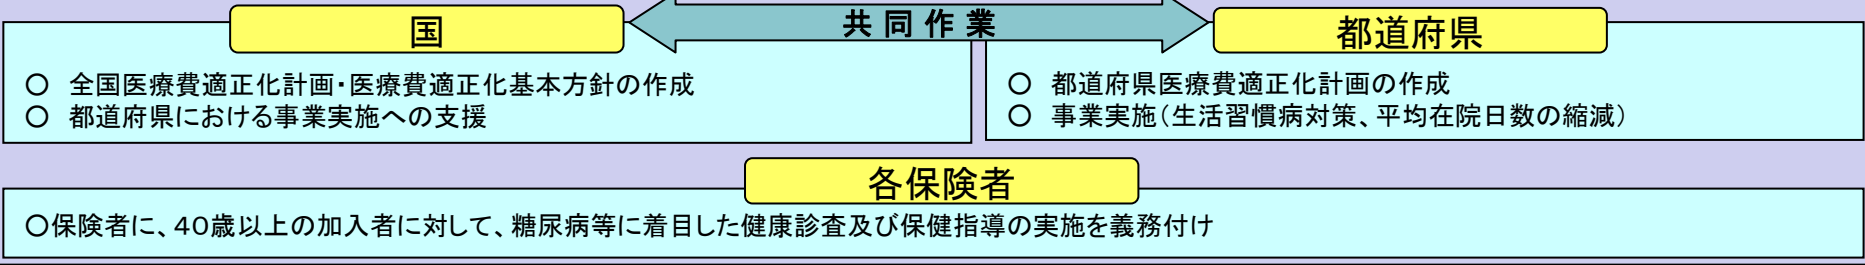 共同作業
国
○ 全国医療費適正化計画・医療費適正化基本方針の作成
○ 都道府県における事業実施への支援
都道府県
○ 都道府県医療費適正化計画の作成
○ 事業実施(生活習慣病対策、平均在院日数の縮減)
各保険者
○保険者に、40歳以上の加入者に対して、糖尿病等に着目した健康診査及び保健指導の実施を義務付け